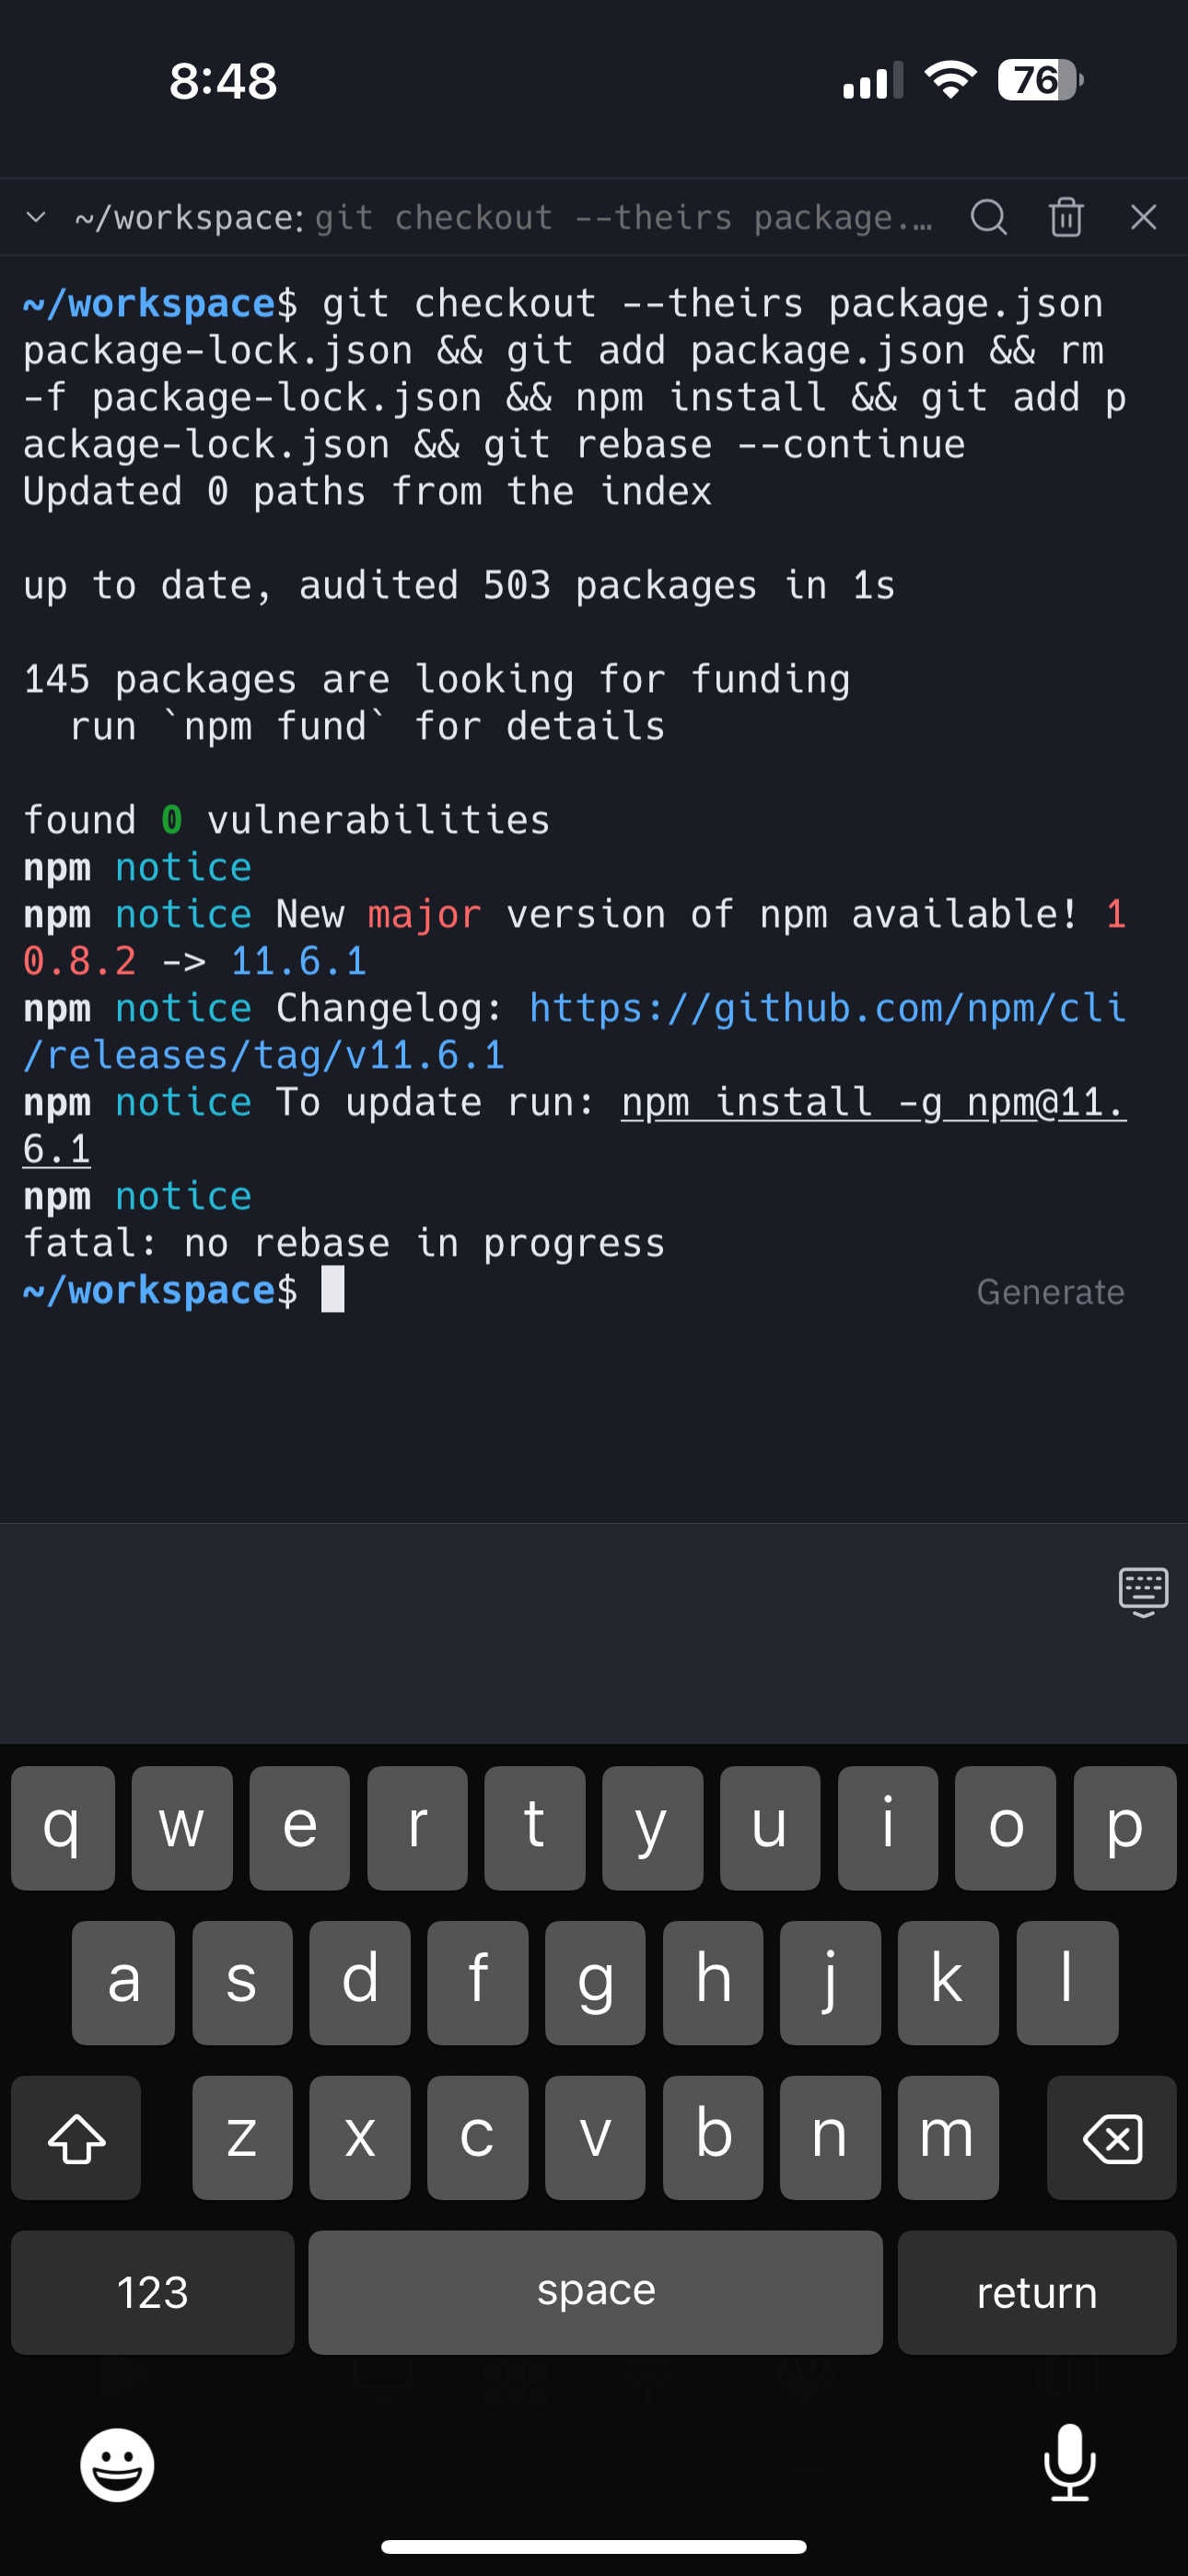 8:48
76
~/workspace: git checkout --theirs package.…
~/workspace$ git checkout --theirs package.json
package-lock.json && git add package.json && rm
-f package-lock.json && npm install && git add p
ackage-lock.json && git rebase --continue
Updated 0 paths from the index
up to date, audited 503 packages in 1s
145 packages are looking for funding
run `npm fund` for details
found 0 vulnerabilities
npm notice
npm notice New major version of npm available! 1
0.8.2 -> 11.6.1
npm notice Changelog: https://github.com/npm/cli
/releases/tag/v11.6.1
npm notice To update run: npm install -g npm@11.
6.1
npm notice
fatal: no rebase in progress
~/workspace$
Generate
q w e r t y u i o p
a s d f g h j k l
z x c v b n m
123 space return